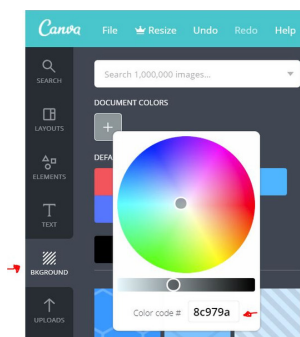 Canva File Resize Undo Redo Help
SEARCH
Search 1,000,000 images...
DOCUMENT COLORS
LAYOUTS
+
DEFA
ELEMENTS
T
TEXT
BKGROUND
Color code # 8c979a
UPLOADS